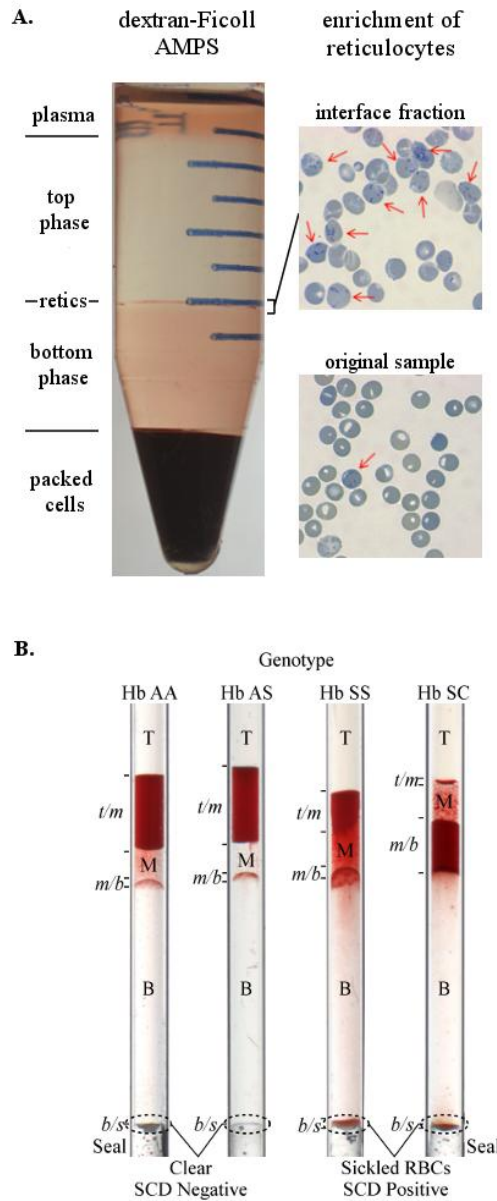 A.
dextran-Ficoll
AMPS
enrichment of
reticulocytes
plasma
top
phase
–retics–
bottom
phase
packed
cells
interface fraction
original sample
B.
Genotype
Hb AA Hb AS Hb SS Hb SC
T T T T
t/m t/m
M M M M
m/b m/b m/b
B B B B
b/s b/s b/s b/s
Seal Seal
Clear
SCD Negative
Sickled RBCs
SCD Positive